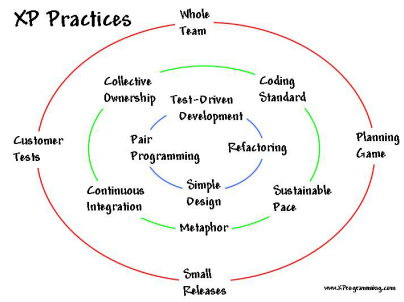 XP Practices
Whole
Team
Collective
Ownership
Coding
Standard
Test-Driven
Development
Customer
Tests
Pair
Programming
Refactoring
Planning
Game
Continuous
Integration
Simple
Design
Sustainable
Pace
Metaphor
Small
Releases
www.XProgramming.com